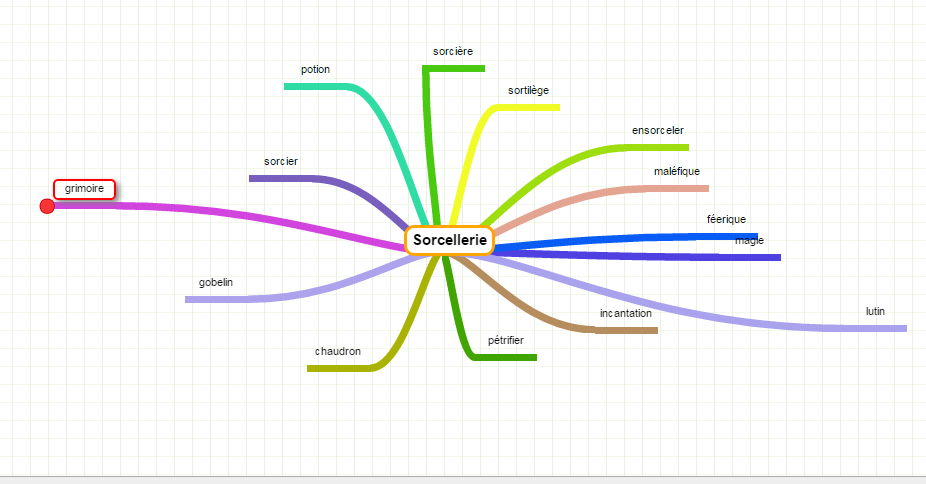 sorcière
potion
sortilège
ensorceler
sorcier
maléfique
grimoire
féerique
Sorcellerie
magie
gobelin
lutin
incantation
pétrifier
chaudron